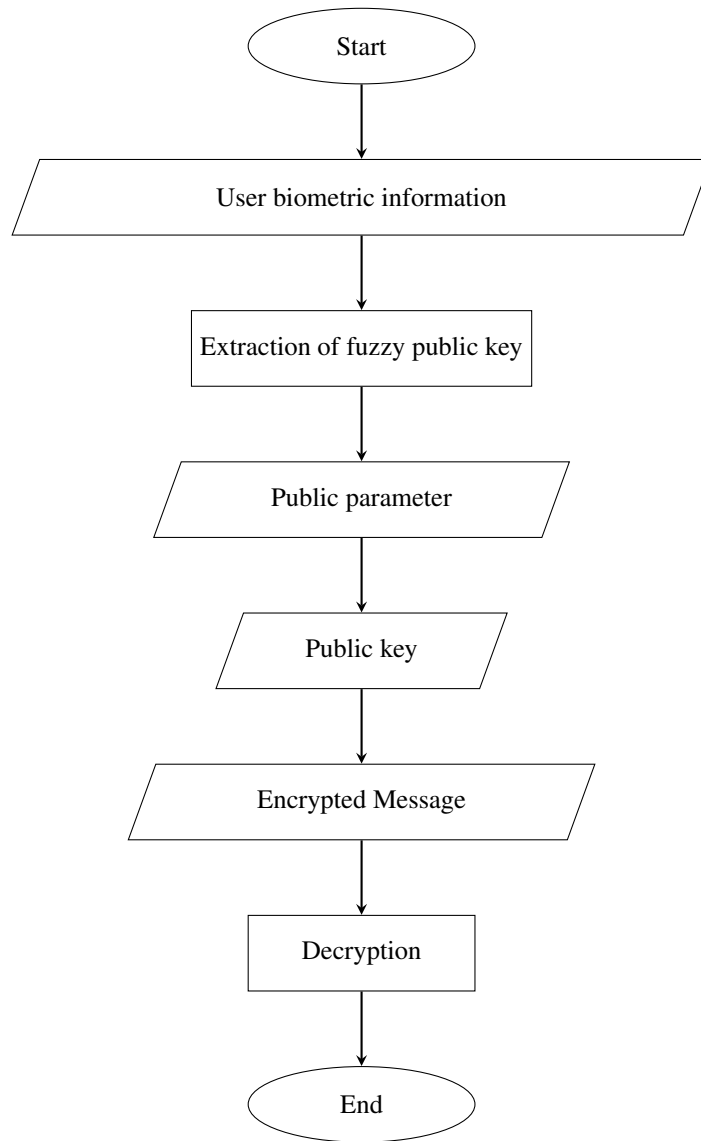 Start
User biometric information
Extraction of fuzzy public key
Public parameter
Public key
Encrypted Message
Decryption
End